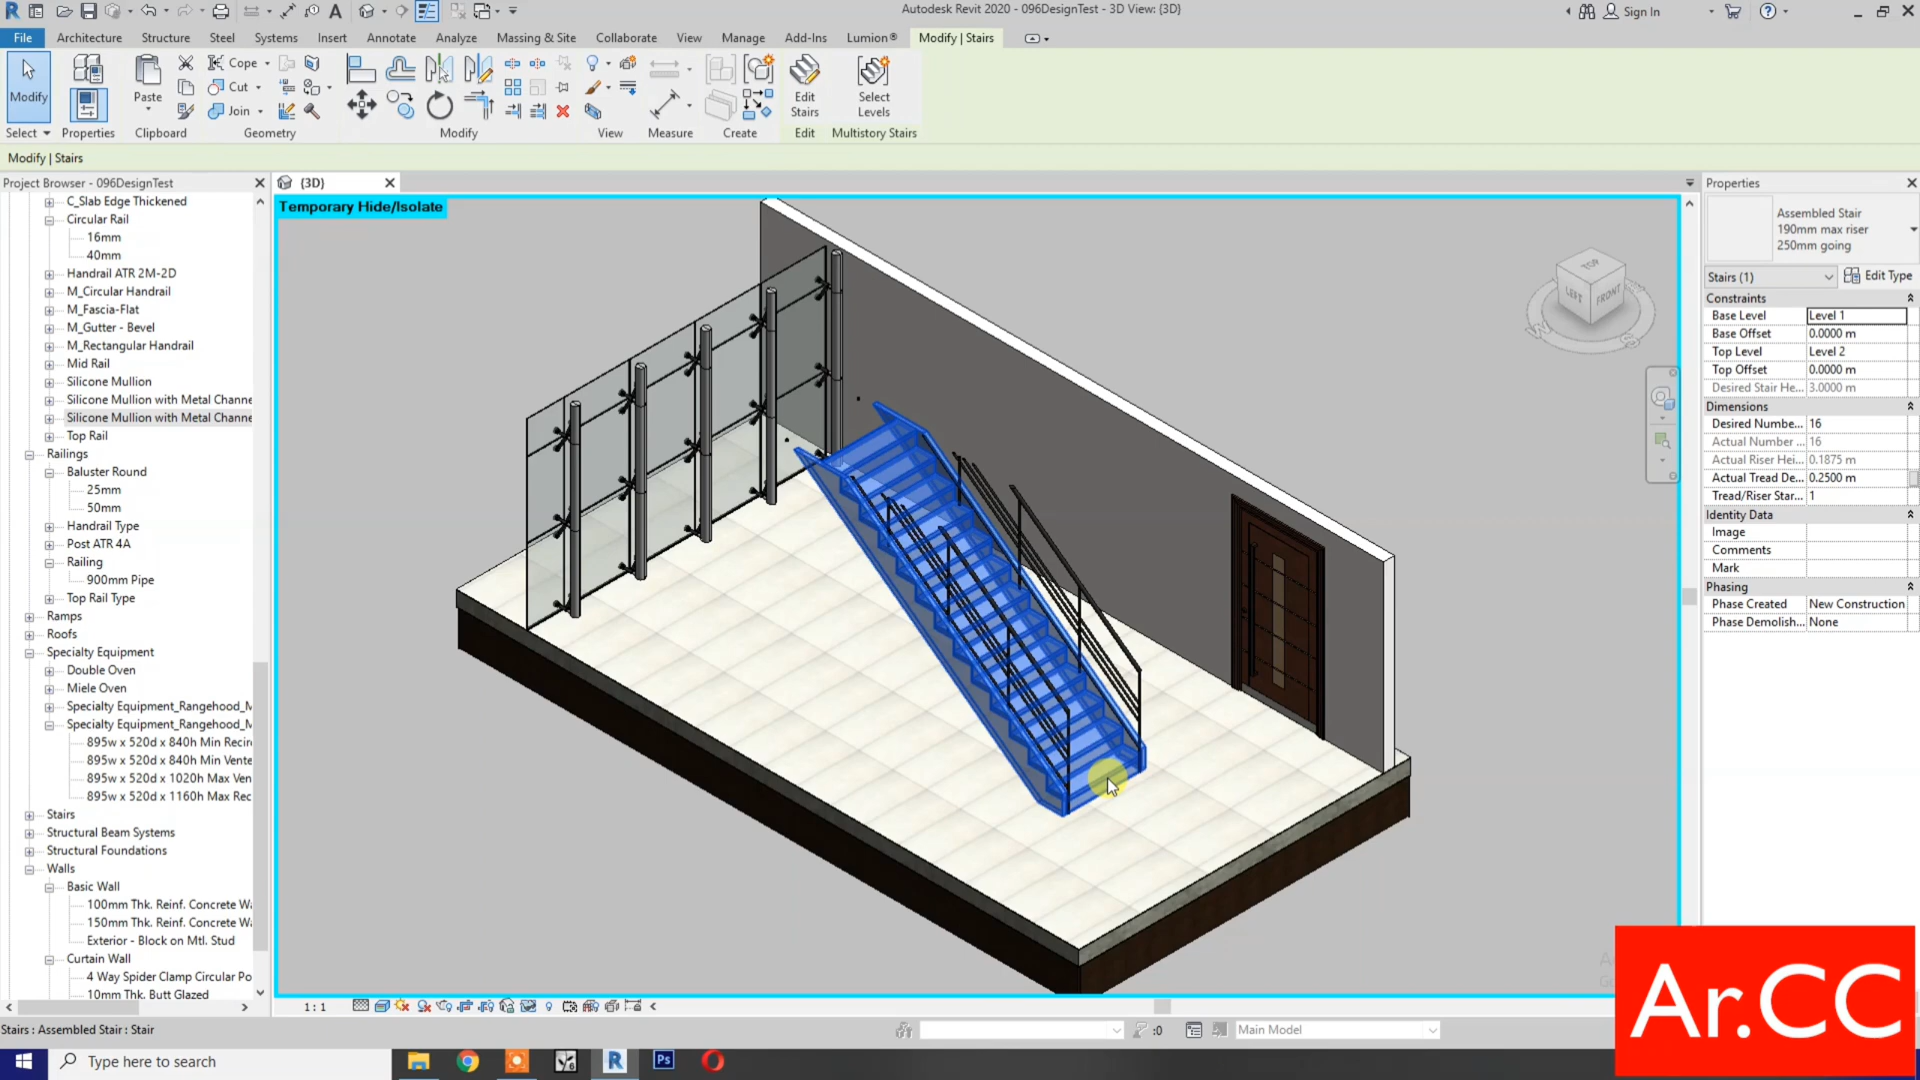 Autodesk Revit 2020 - 096DesignTest - 3D View: {3D}
Sign In
File
Architecture
Structure
Steel
Systems
Insert
Annotate
Analyze
Massing & Site
Collaborate
View
Manage
Add-Ins
Lumion®
Modify | Stairs
Modify
Paste
Cope
Cut
Join
Edit
Stairs
Select
Levels
Select
Properties
Clipboard
Geometry
Modify
View
Measure
Create
Edit
Multistory Stairs
Modify | Stairs
Project Browser - 096DesignTest
C_Slab Edge Thickened
Circular Rail
16mm
40mm
Handrail ATR 2M-2D
M_Circular Handrail
M_Fascia-Flat
M_Gutter - Bevel
M_Rectangular Handrail
Mid Rail
Silicone Mullion
Silicone Mullion with Metal Channe
Silicone Mullion with Metal Channe
Top Rail
Railings
Baluster Round
25mm
50mm
Handrail Type
Post ATR 4A
Railing
900mm Pipe
Top Rail Type
Ramps
Roofs
Specialty Equipment
Double Oven
Miele Oven
Specialty Equipment_Rangehood_M
Specialty Equipment_Rangehood_M
895w x 520d x 840h Min Recir
895w x 520d x 840h Min Vente
895w x 520d x 1020h Max Ven
895w x 520d x 1160h Max Rec
Stairs
Structural Beam Systems
Structural Foundations
Walls
Basic Wall
100mm Thk. Reinf. Concrete Wa
150mm Thk. Reinf. Concrete Wa
Exterior - Block on Mtl. Stud
Curtain Wall
4 Way Spider Clamp Circular Po
10mm Thk. Butt Glazed
{3D}
Temporary Hide/Isolate
TOP
LEFT
FRONT
W
S
1 : 1
Properties
Assembled Stair
190mm max riser
250mm going
Stairs (1)
Edit Type
Constraints
Base Level Level 1
Base Offset 0.0000 m
Top Level Level 2
Top Offset 0.0000 m
Desired Stair He... 3.0000 m
Dimensions
Desired Numbe... 16
Actual Number ... 16
Actual Riser Hei... 0.1875 m
Actual Tread De... 0.2500 m
Tread/Riser Star... 1
Identity Data
Image
Comments
Mark
Phasing
Phase Created New Construction
Phase Demolish... None
Stairs : Assembled Stair : Stair
:0
Main Model
Type here to search
R
Ps
Ar.CC